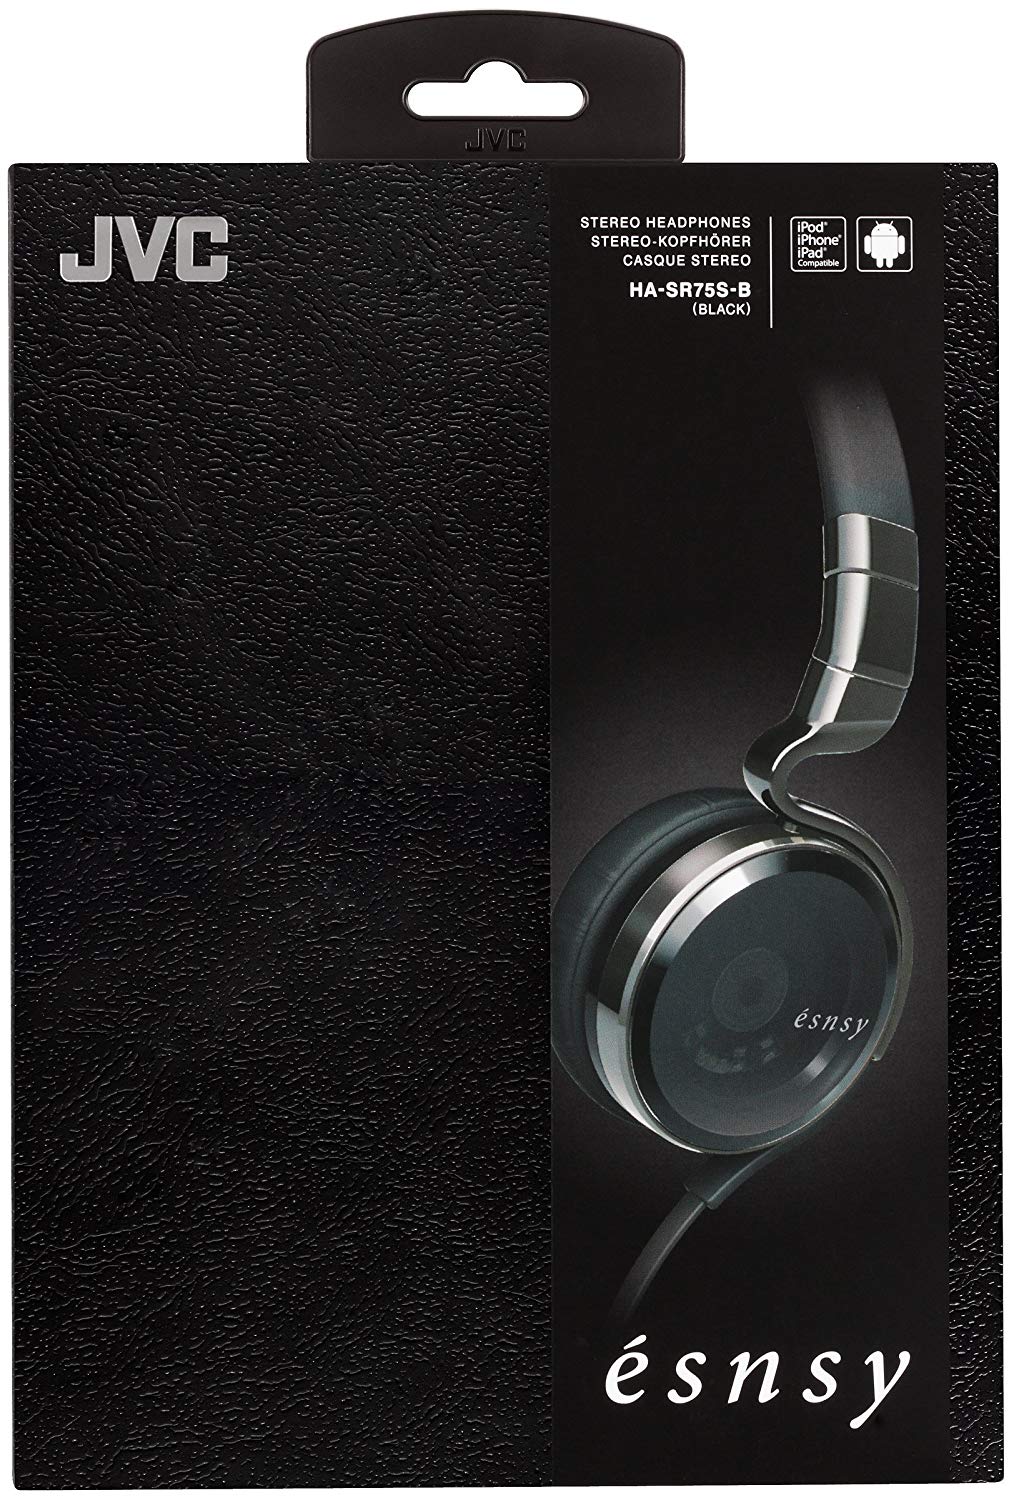 JVC
JVC
STEREO HEADPHONES
STEREO-KOPFHÖRER
CASQUE STEREO
HA-SR75S-B
(BLACK)
iPod®
iPhone®
iPad®
Compatible
ésnsy
ésnsy